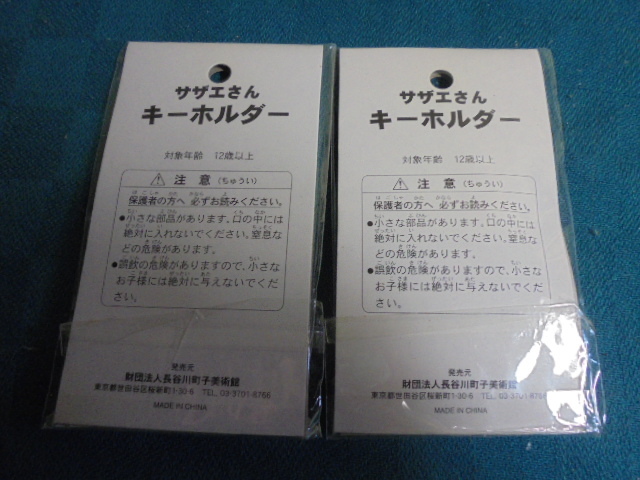 サザエさん
キーホルダー
対象年齢 12歳以上
⚠ 注意 (ちゅうい)
保護者の方へ 必ずお読みください。
●小さな部品があります。口の中には
絶対に入れないでください。窒息な
どの危険があります。
●誤飲の危険がありますので、小さな
お子様には絶対に与えないでくだ
さい。
発売元
財団法人長谷川町子美術館
東京都世田谷区桜新町1-30-6 TEL. 03-3701-8766
MADE IN CHINA
サザエさん
キーホルダー
対象年齢 12歳以上
⚠ 注意 (ちゅうい)
保護者の方へ 必ずお読みください。
●小さな部品があります。口の中には
絶対に入れないでください。窒息な
どの危険があります。
●誤飲の危険がありますので、小さな
お子様には絶対に与えないでくだ
さい。
発売元
財団法人長谷川町子美術館
東京都世田谷区桜新町1-30-6 TEL. 03-3701-8766
MADE IN CHINA